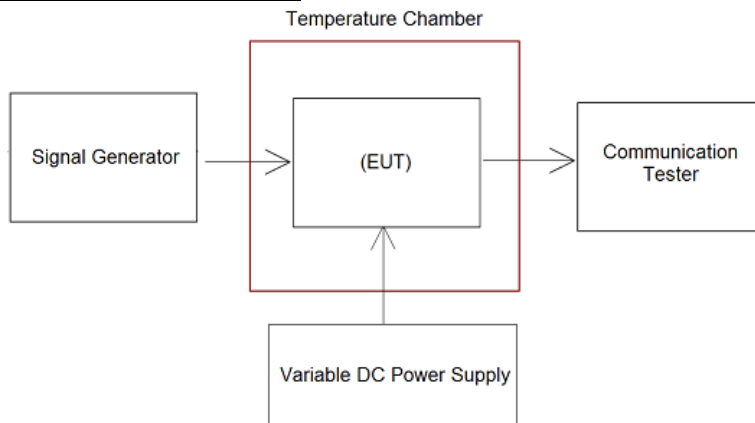 Temperature Chamber
Signal Generator
(EUT)
Communication
Tester
Variable DC Power Supply